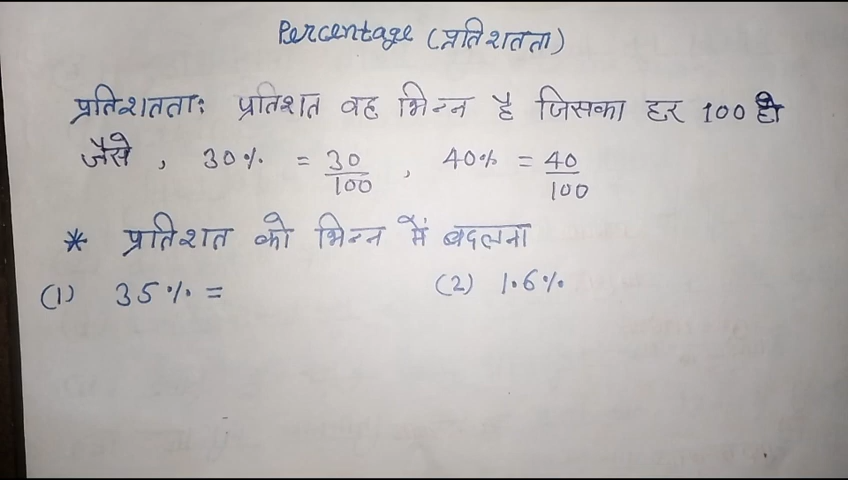 Percentage (प्रतिशतता)
प्रतिशतताः प्रतिशत वह भिन्न है जिसका हर 100 हो
जैसे , 30% = 30/100 , 40% = 40/100
* प्रतिशत को भिन्न में बदलना
(1) 35% = (2) 1.6%